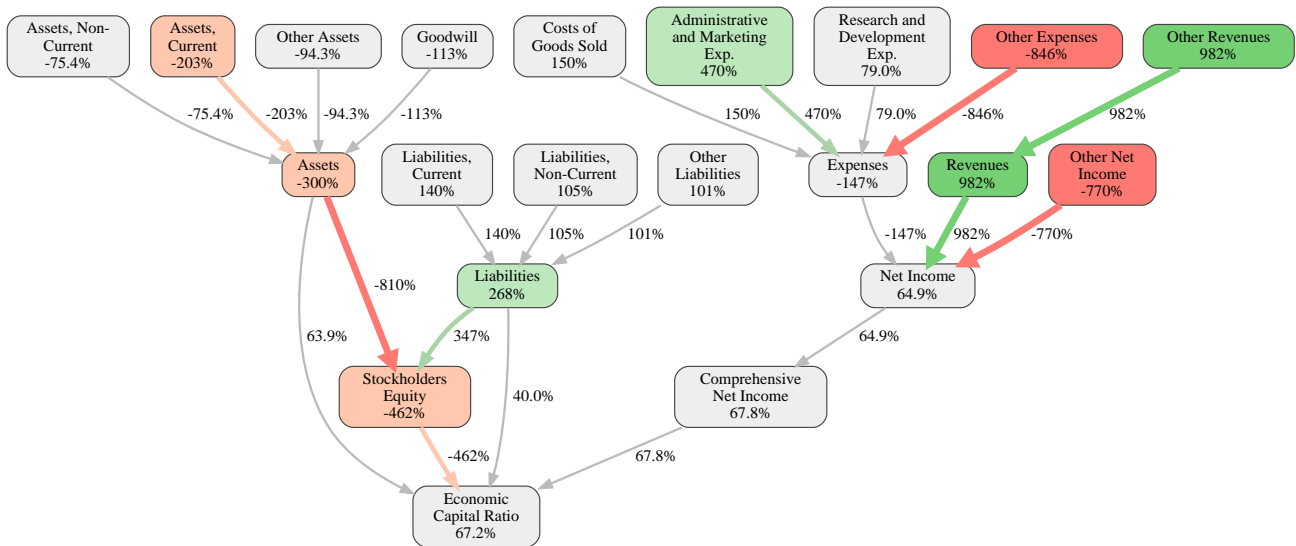 Assets, Non-
Current
-75.4%
Assets,
Current
-203%
Other Assets
-94.3%
Goodwill
-113%
Costs of
Goods Sold
150%
Administrative
and Marketing
Exp.
470%
Research and
Development
Exp.
79.0%
Other Expenses
-846%
Other Revenues
982%
-75.4%
-203%
-94.3%
-113%
150%
470%
79.0%
-846%
982%
Assets
-300%
Liabilities,
Current
140%
Liabilities,
Non-Current
105%
Other
Liabilities
101%
Expenses
-147%
Revenues
982%
Other Net
Income
-770%
140%
105%
101%
-147%
982%
-770%
-810%
Liabilities
268%
Net Income
64.9%
63.9%
347%
64.9%
Stockholders
Equity
-462%
40.0%
Comprehensive
Net Income
67.8%
-462%
67.8%
Economic
Capital Ratio
67.2%